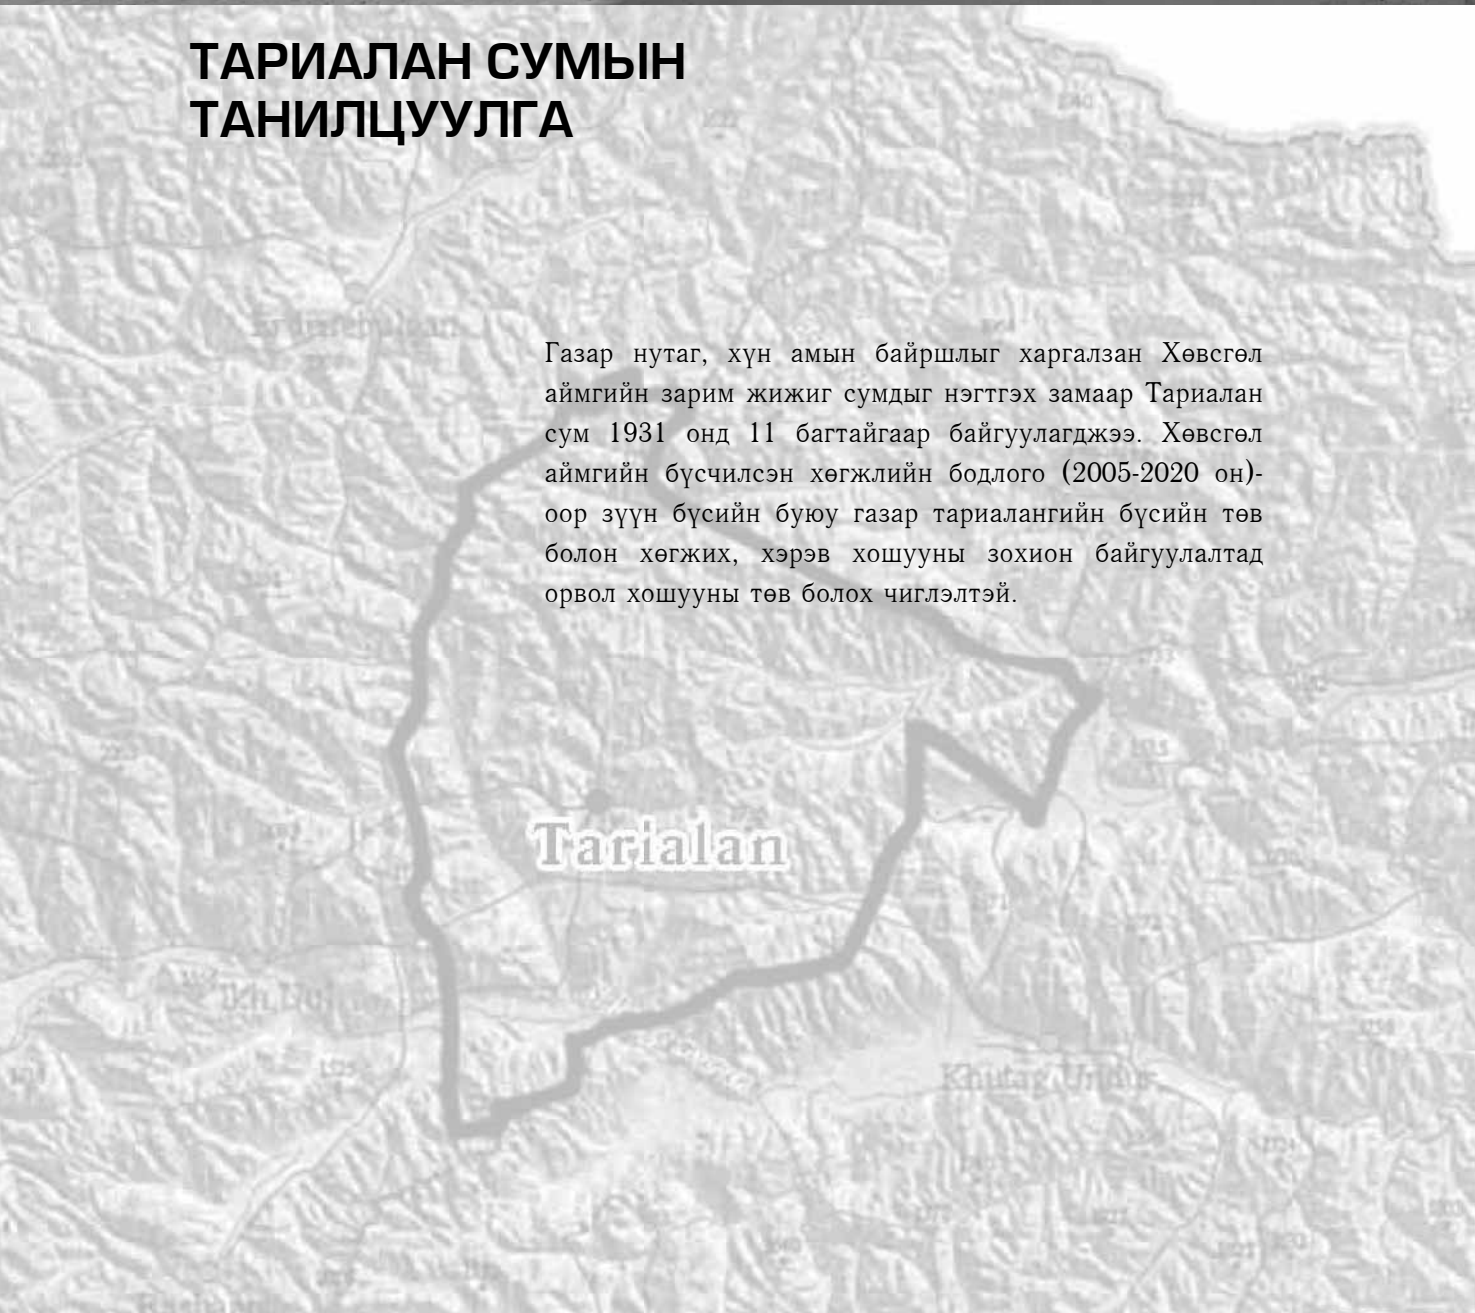 ТАРИАЛАН СУМЫН
ТАНИЛЦУУЛГА
Газар нутаг, хүн амын байршлыг харгалзан Хөвсгөл
аймгийн зарим жижиг сумдыг нэгтгэх замаар Тариалан
сум 1931 онд 11 багтайгаар байгуулагджээ. Хөвсгөл
аймгийн бүсчилсэн хөгжлийн бодлого (2005-2020 он)-
оор зүүн бүсийн буюу газар тариалангийн бүсийн төв
болон хөгжих, хэрэв хошууны зохион байгуулалтад
орвол хошууны төв болох чиглэлтэй.
Tarialan
Khutag Undur